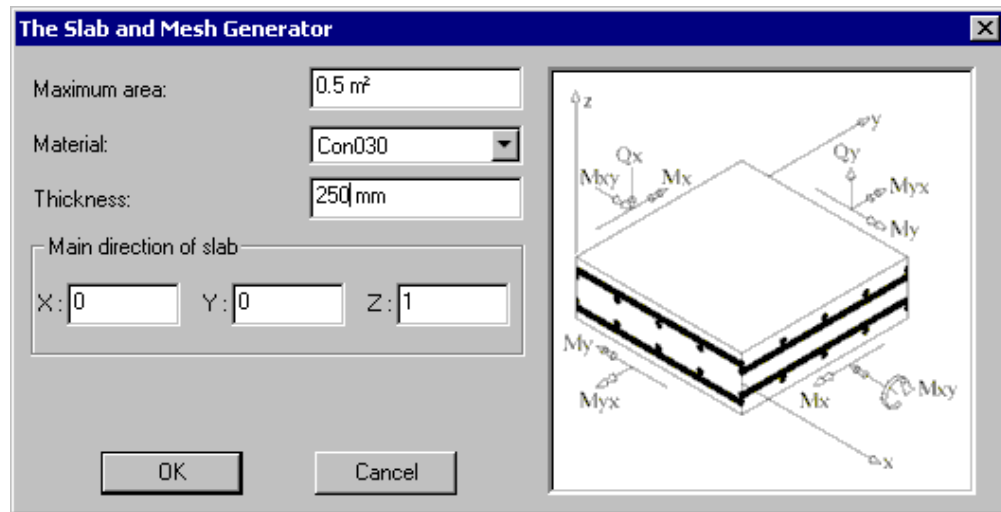 The Slab and Mesh Generator
Maximum area: 0.5 m²
Material: Con030
Thickness: 250 mm
Main direction of slab
X: 0 Y: 0 Z: 1
OK Cancel
z
y
Qx Qy
Mxy Mx Myx
My
My
Myx Mx Mxy
x